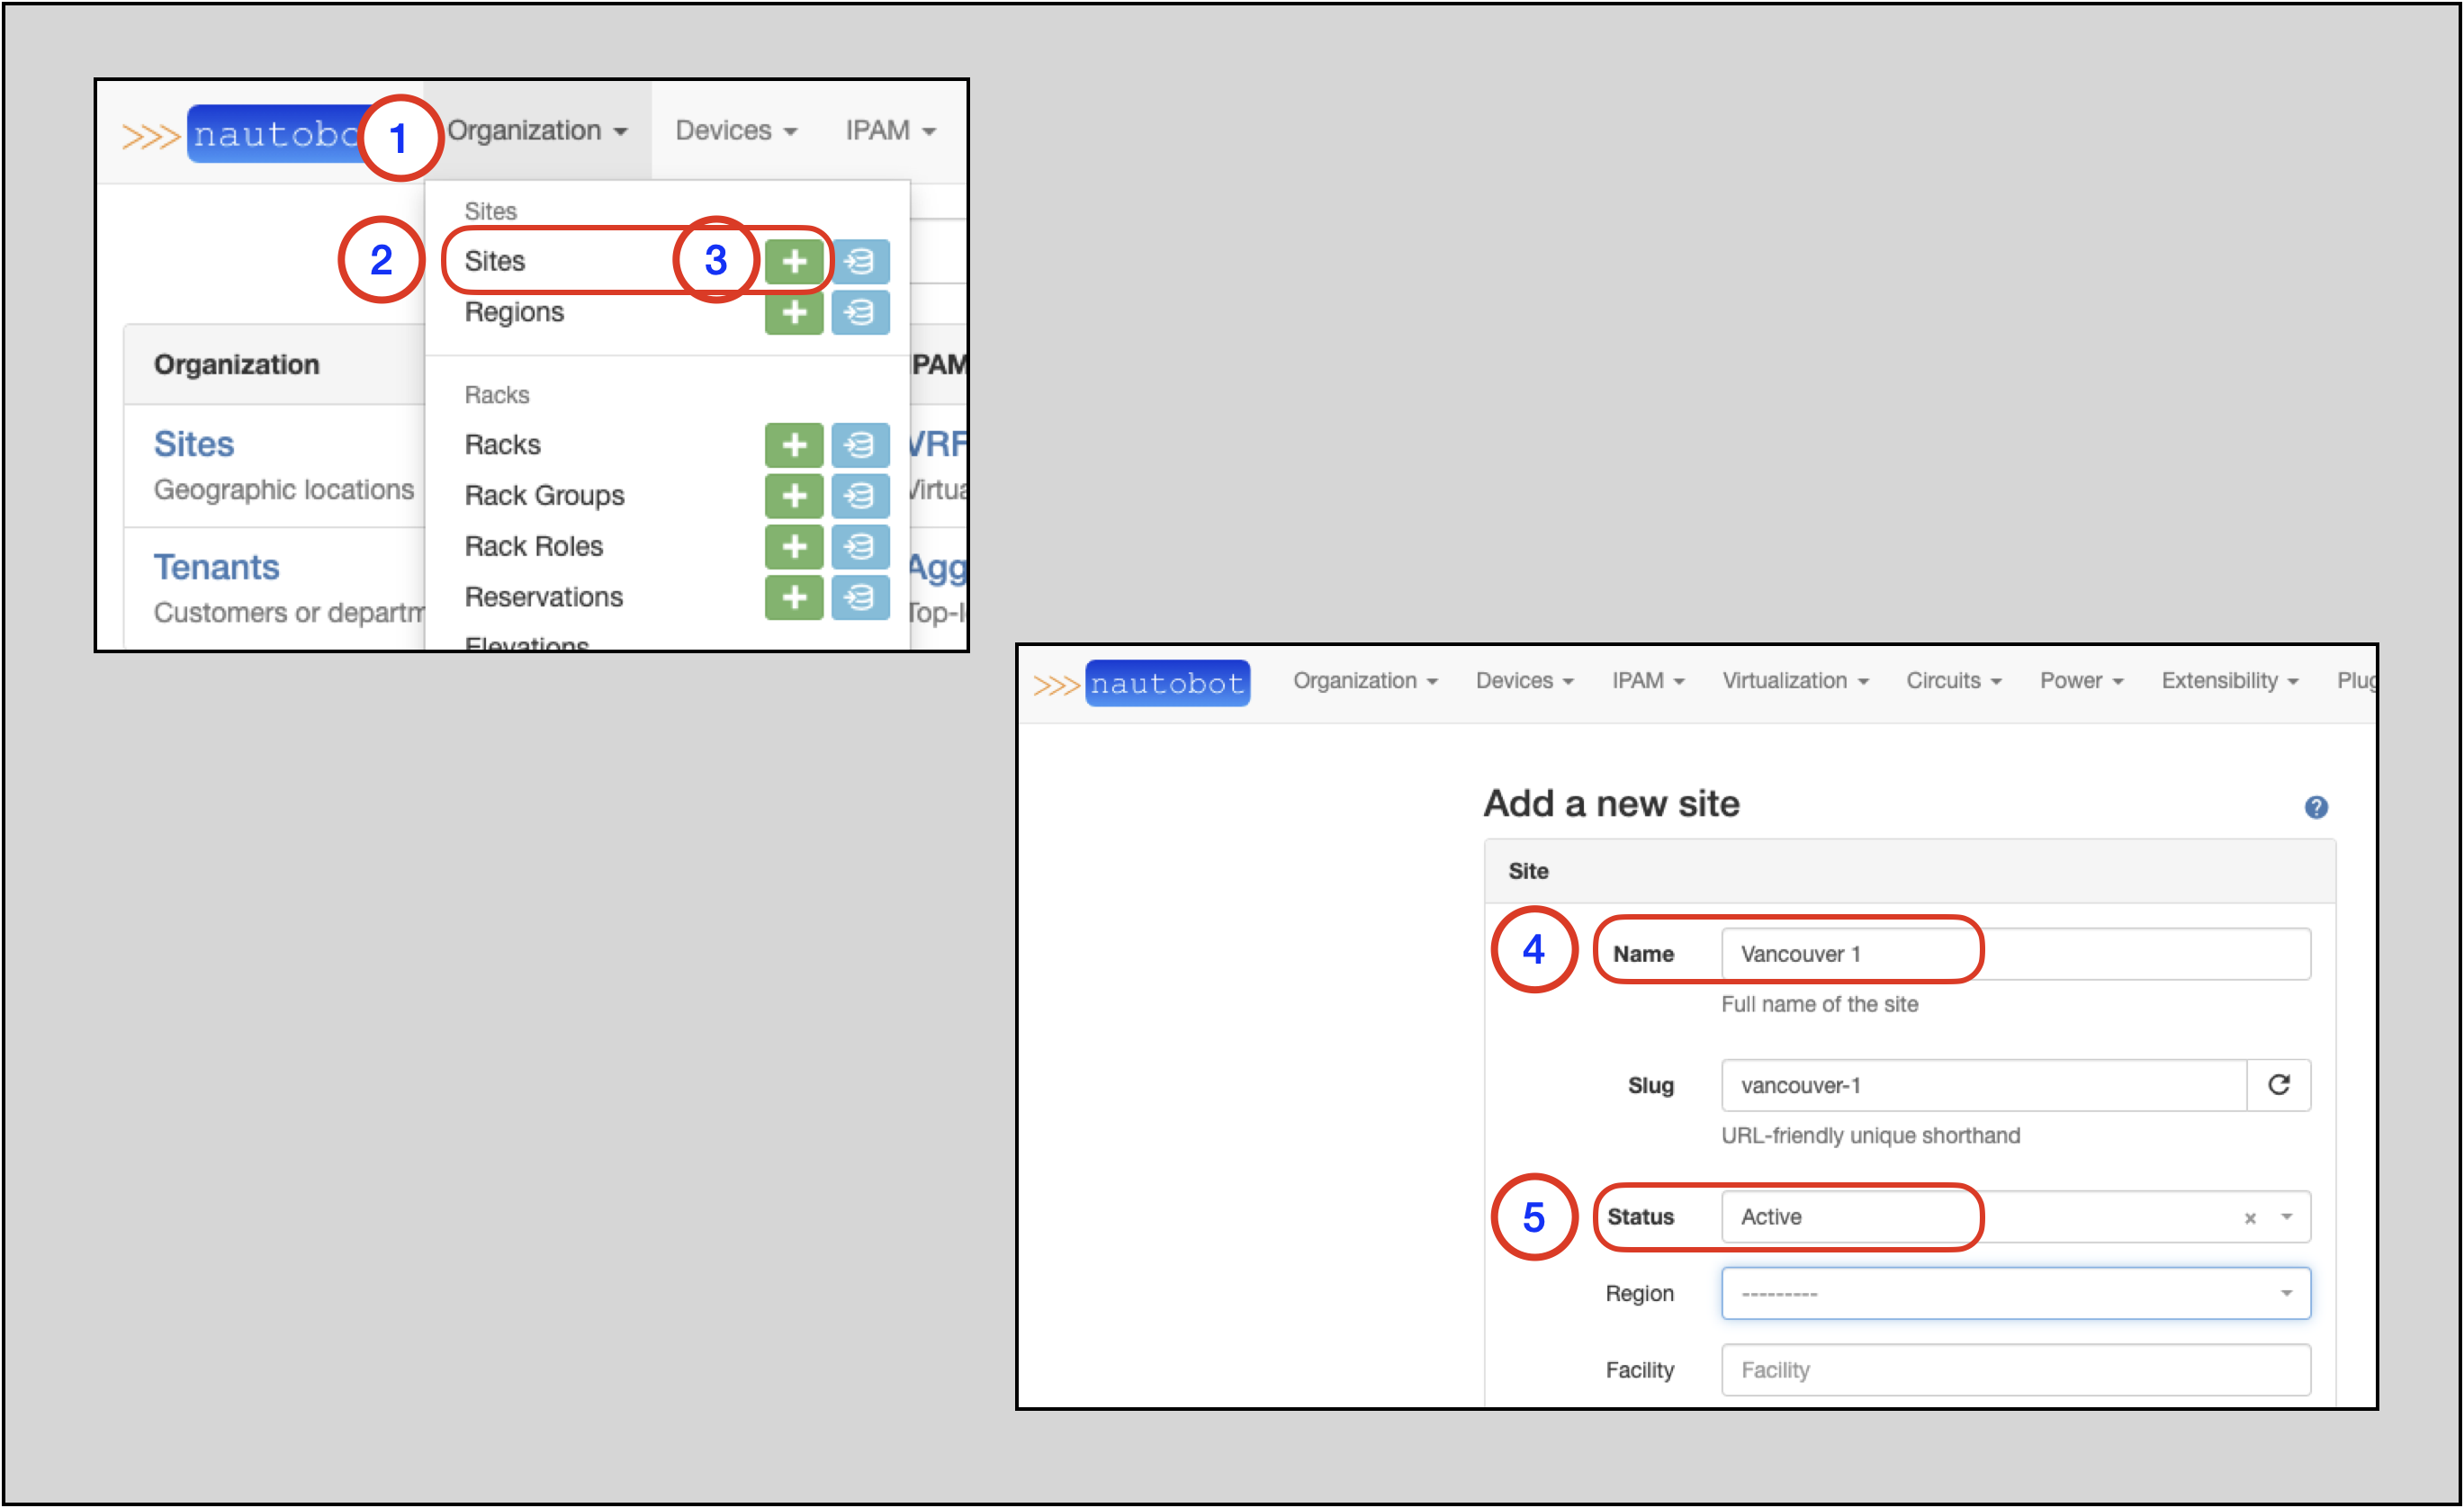 >>> nautobo 1 Organization Devices IPAM
Sites
2 Sites 3
Regions
Organization
Racks
Sites
Geographic locations
Racks
Rack Groups
Tenants
Customers or departm
Rack Roles
Reservations
Elevations
IPAM
VRF
Virtua
Agg
Top-l
>>> nautobot Organization Devices IPAM Virtualization Circuits Power Extensibility Plug
Add a new site ?
Site
4 Name Vancouver 1
Full name of the site
Slug vancouver-1
URL-friendly unique shorthand
5 Status Active ×
Region ---------
Facility Facility